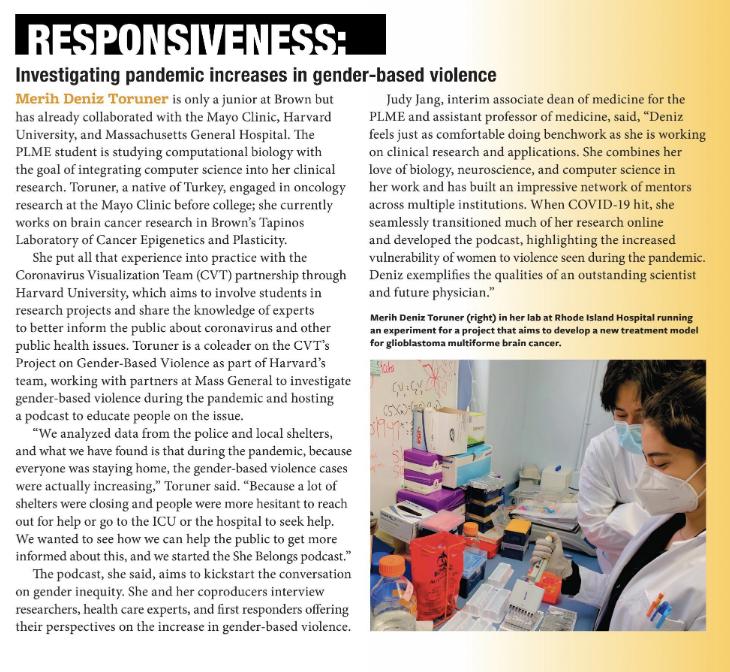 RESPONSIVENESS:
Investigating pandemic increases in gender-based violence
Merih Deniz Toruner is only a junior at Brown but
has already collaborated with the Mayo Clinic, Harvard
University, and Massachusetts General Hospital. The
PLME student is studying computational biology with
the goal of integrating computer science into her clinical
research. Toruner, a native of Turkey, engaged in oncology
research at the Mayo Clinic before college; she currently
works on brain cancer research in Brown's Tapinos
Laboratory of Cancer Epigenetics and Plasticity.
She put all that experience into practice with the
Coronavirus Visualization Team (CVT) partnership through
Harvard University, which aims to involve students in
research projects and share the knowledge of experts
to better inform the public about coronavirus and other
public health issues. Toruner is a coleader on the CVT's
Project on Gender-Based Violence as part of Harvard's
team, working with partners at Mass General to investigate
gender-based violence during the pandemic and hosting
a podcast to educate people on the issue.
“We analyzed data from the police and local shelters,
and what we have found is that during the pandemic, because
everyone was staying home, the gender-based violence cases
were actually increasing,” Toruner said. “Because a lot of
shelters were closing and people were more hesitant to reach
out for help or go to the ICU or the hospital to seek help.
We wanted to see how we can help the public to get more
informed about this, and we started the She Belongs podcast.”
The podcast, she said, aims to kickstart the conversation
on gender inequity. She and her coproducers interview
researchers, health care experts, and first responders offering
their perspectives on the increase in gender-based violence.
Judy Jang, interim associate dean of medicine for the
PLME and assistant professor of medicine, said, “Deniz
feels just as comfortable doing benchwork as she is working
on clinical research and applications. She combines her
love of biology, neuroscience, and computer science in
her work and has built an impressive network of mentors
across multiple institutions. When COVID-19 hit, she
seamlessly transitioned much of her research online
and developed the podcast, highlighting the increased
vulnerability of women to violence seen during the pandemic.
Deniz exemplifies the qualities of an outstanding scientist
and future physician.”
Merih Deniz Toruner (right) in her lab at Rhode Island Hospital running
an experiment for a project that aims to develop a new treatment model
for glioblastoma multiforme brain cancer.